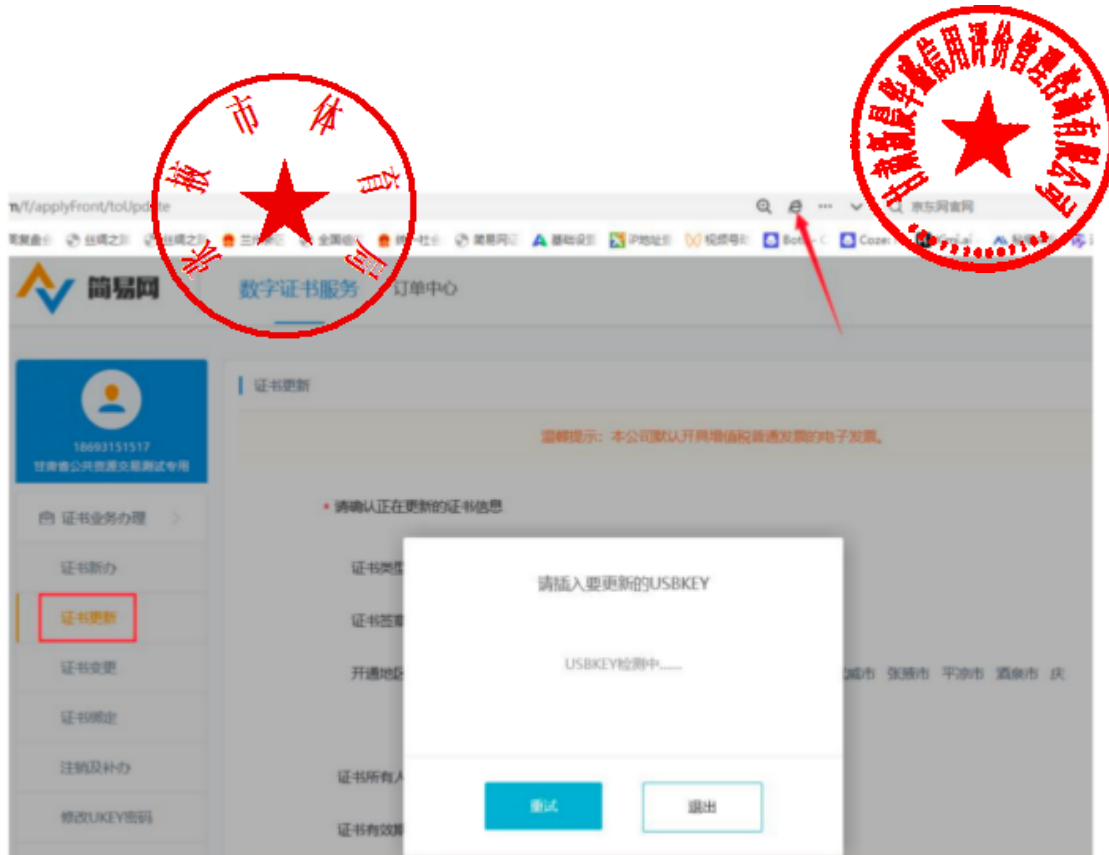 甘肃新晨华盛信用评价管理咨询有限公司
张掖市体育局
n/f/applyFront/toUpdate
京东网官网
简易网
数字证书服务
订单中心
18693151517
甘肃省公共资源交易测试专用
证书更新
温馨提示：本公司默认开具增值税普通发票的电子发票。
* 请确认正在更新的证书信息
证书业务办理
证书新办
证书更新
证书变更
证书绑定
注销及补办
修改UKEY密码
证书类型
证书签章
开通地区
张掖市 平凉市 酒泉市 庆
证书所有人
证书有效期
请插入要更新的USBKEY
USBKEY检测中......
重试
退出